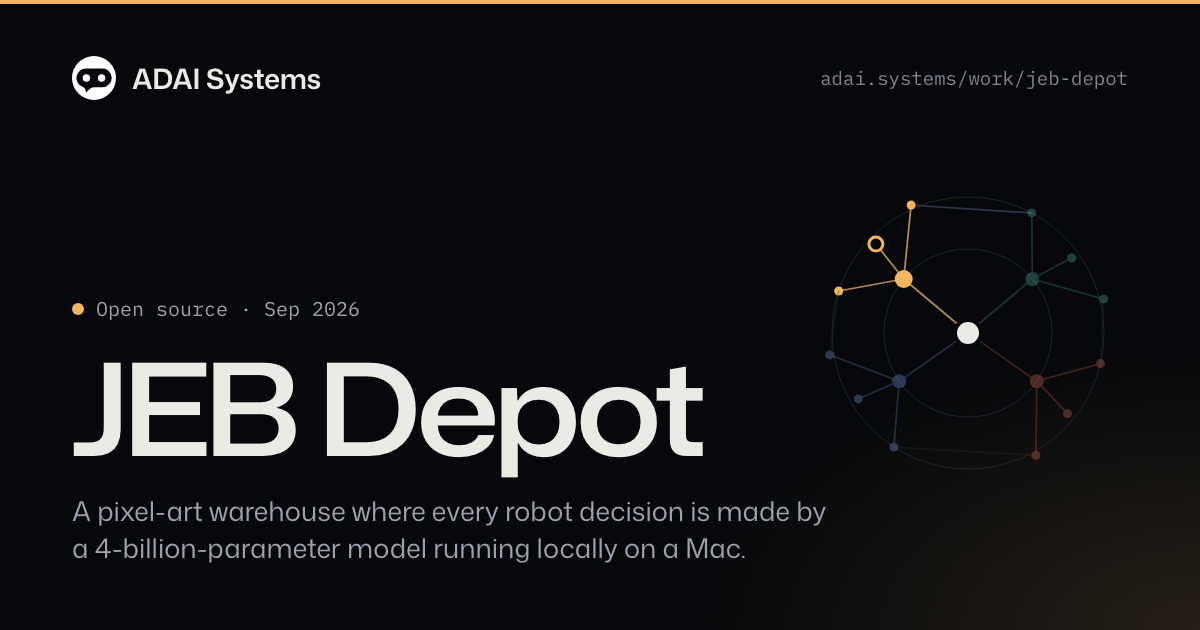 ADAI Systems
adai.systems/work/jeb-depot
Open source · Sep 2026
JEB Depot
A pixel-art warehouse where every robot decision is made by
a 4-billion-parameter model running locally on a Mac.